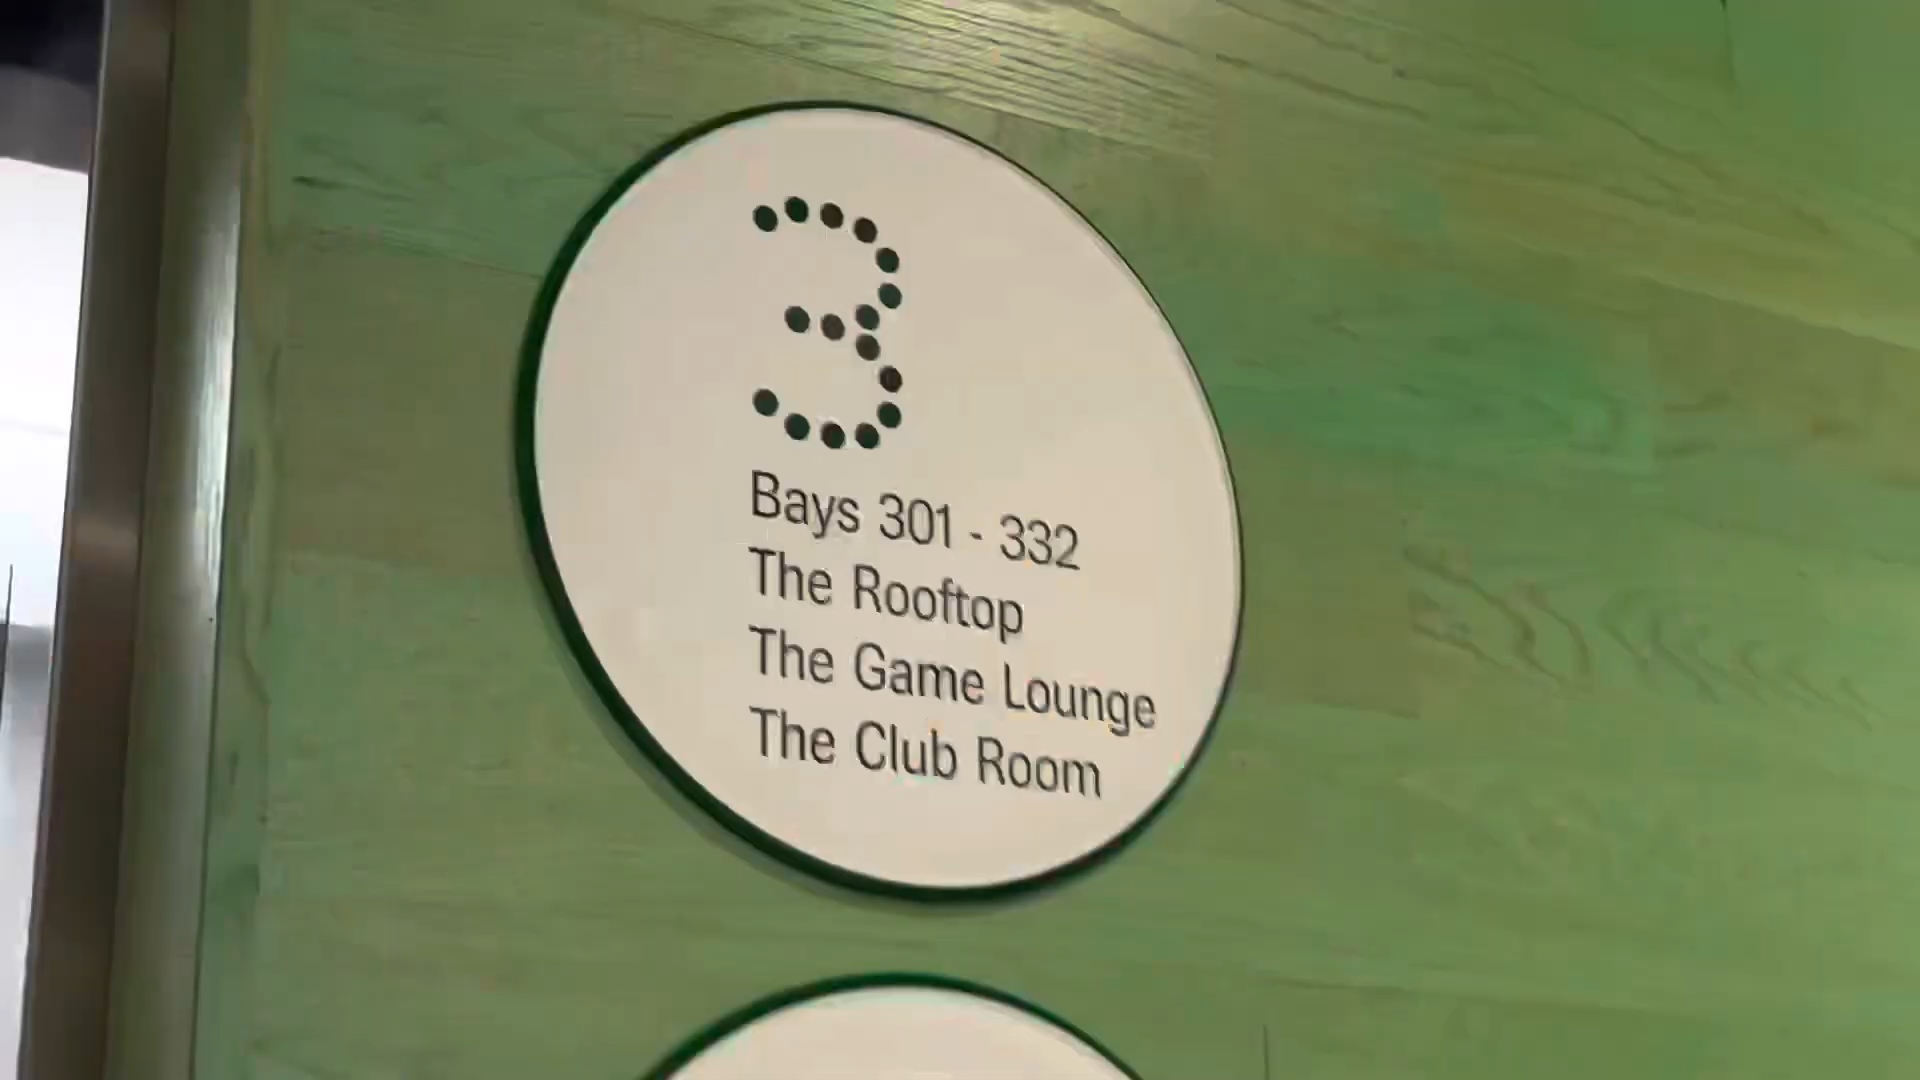 3
Bays 301 - 332
The Rooftop
The Game Lounge
The Club Room